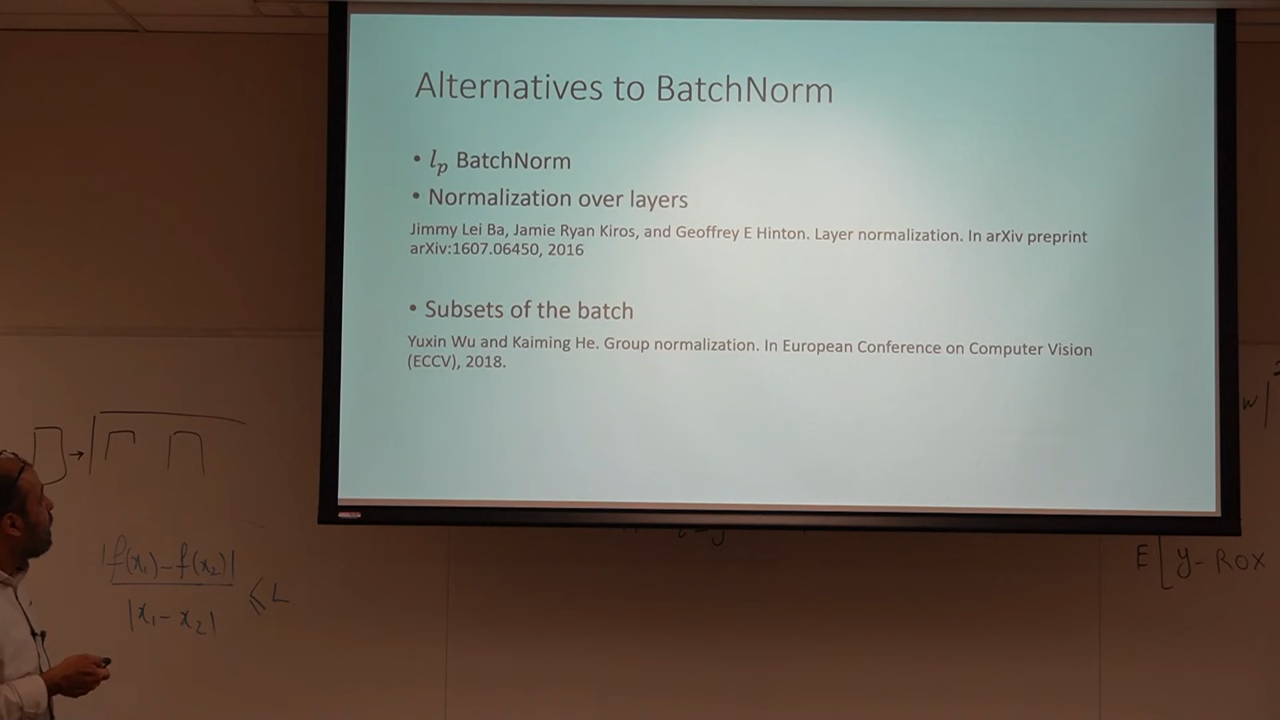 Alternatives to BatchNorm
• lp BatchNorm
• Normalization over layers
Jimmy Lei Ba, Jamie Ryan Kiros, and Geoffrey E Hinton. Layer normalization. In arXiv preprint
arXiv:1607.06450, 2016
• Subsets of the batch
Yuxin Wu and Kaiming He. Group normalization. In European Conference on Computer Vision
(ECCV), 2018.
|f(x₁)-f(x₂)|
|x₁-x₂|
≤ L
w|
E[y- ROX